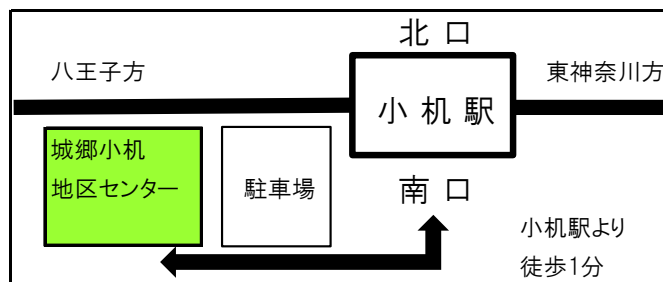 北口
八王子方
東神奈川方
小机駅
城郷小机
地区センター
駐車場
南口
小机駅より
徒歩1分